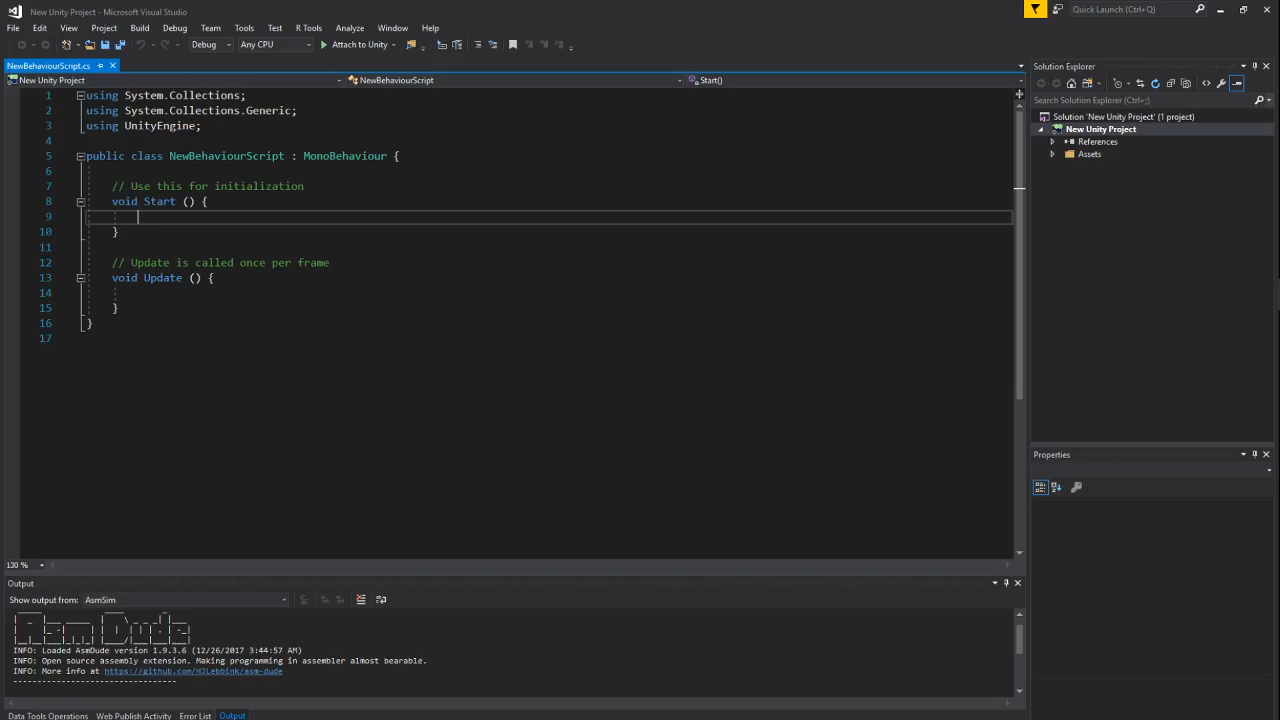 New Unity Project - Microsoft Visual Studio
Quick Launch (Ctrl+Q)
File Edit View Project Build Debug Team Tools Test R Tools Analyze Window Help
Debug Any CPU Attach to Unity
NewBehaviourScript.cs
New Unity Project NewBehaviourScript Start()
1 using System.Collections;
2 using System.Collections.Generic;
3 using UnityEngine;
4
5 public class NewBehaviourScript : MonoBehaviour {
6
7 // Use this for initialization
8 void Start () {
9
10 }
11
12 // Update is called once per frame
13 void Update () {
14
15 }
16 }
17
130 %
Solution Explorer
Search Solution Explorer (Ctrl+;)
Solution 'New Unity Project' (1 project)
New Unity Project
References
Assets
Properties
Output
Show output from: AsmSim
Asm Dude
INFO: Loaded AsmDude version 1.9.3.6 (12/26/2017 3:44:57 AM)
INFO: Open source assembly extension. Making programming in assembler almost bearable.
INFO: More info at https://github.com/HJLebbink/asm-dude
----------------------------------
Data Tools Operations Web Publish Activity Error List Output